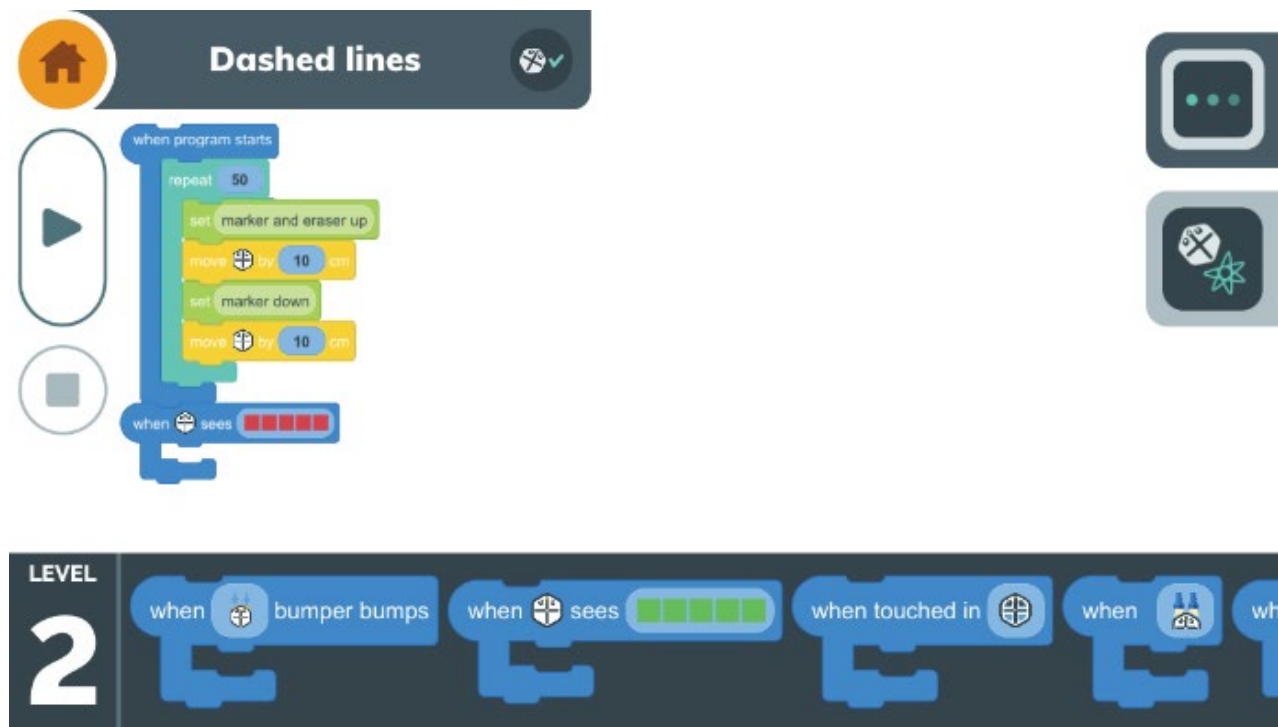 Dashed lines
when program starts
repeat 50
set marker and eraser up
move by 10 cm
set marker down
move by 10 cm
when sees
LEVEL
2
when bumper bumps
when sees
when touched in
when
wh